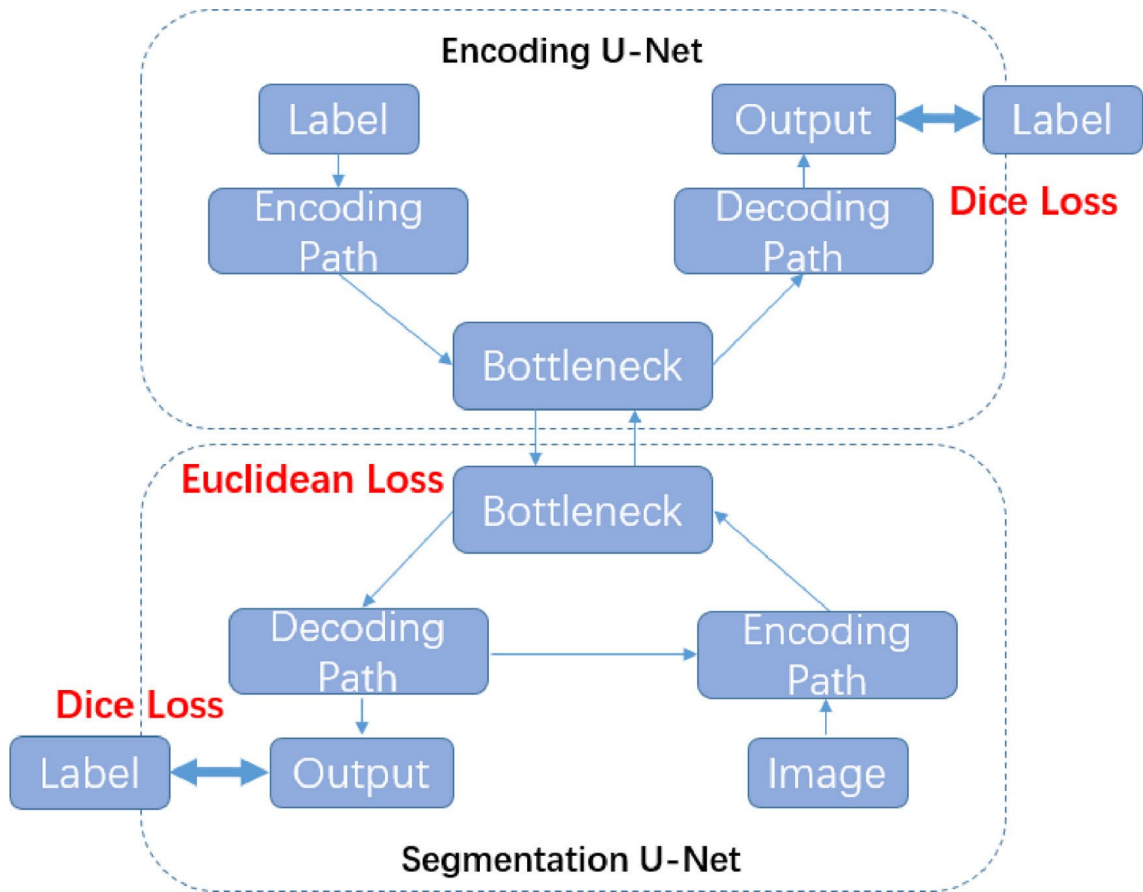 Encoding U-Net
Label
Output
Label
Encoding
Path
Decoding
Path
Dice Loss
Bottleneck
Euclidean Loss
Bottleneck
Decoding
Path
Encoding
Path
Dice Loss
Label
Output
Image
Segmentation U-Net